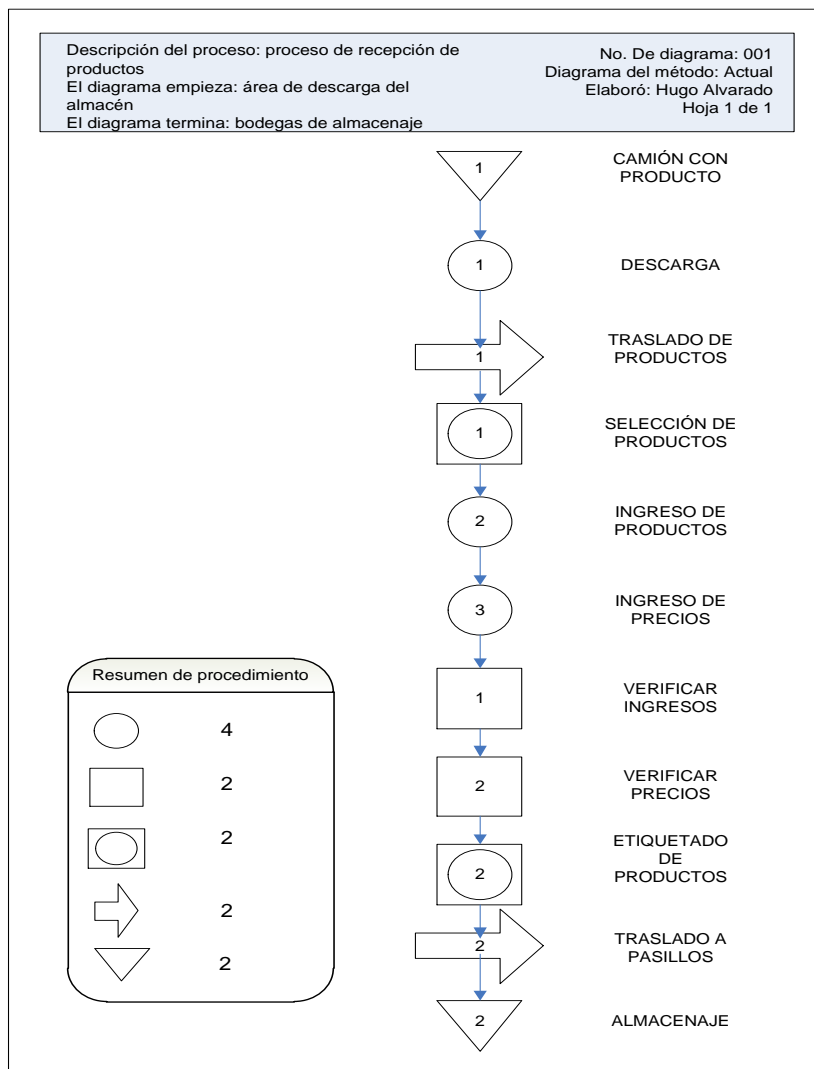 Descripción del proceso: proceso de recepción de
productos
El diagrama empieza: área de descarga del
almacén
El diagrama termina: bodegas de almacenaje
No. De diagrama: 001
Diagrama del método: Actual
Elaboró: Hugo Alvarado
Hoja 1 de 1
1
CAMIÓN CON
PRODUCTO
1
DESCARGA
1
TRASLADO DE
PRODUCTOS
1
SELECCIÓN DE
PRODUCTOS
2
INGRESO DE
PRODUCTOS
3
INGRESO DE
PRECIOS
1
VERIFICAR
INGRESOS
2
VERIFICAR
PRECIOS
2
ETIQUETADO
DE
PRODUCTOS
2
TRASLADO A
PASILLOS
2
ALMACENAJE
Resumen de procedimiento
4
2
2
2
2